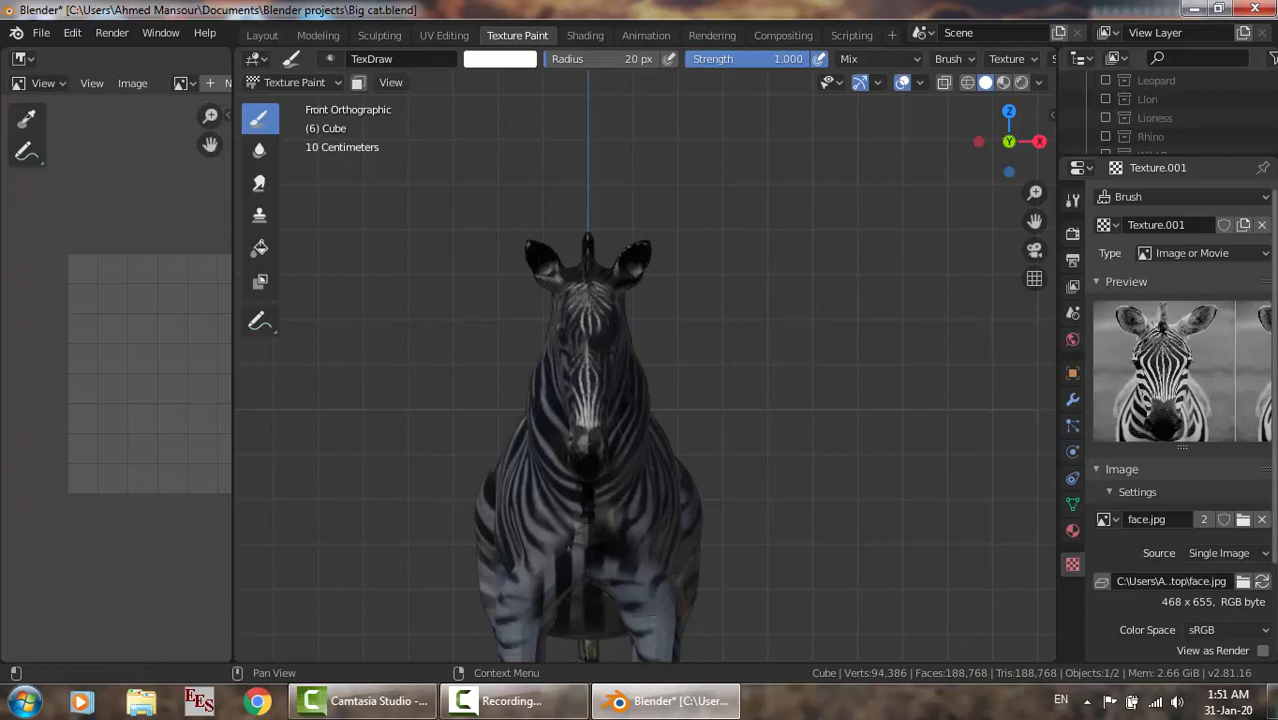 Blender* [C:\Users\Ahmed Mansour\Documents\Blender projects\Big cat.blend]
File Edit Render Window Help
Layout Modeling Sculpting UV Editing Texture Paint Shading Animation Rendering Compositing Scripting
Scene
View Layer
TexDraw
Radius 20 px
Strength 1.000
Mix
Brush
Texture
View View Image
N
Texture Paint
View
Front Orthographic
(6) Cube
10 Centimeters
Z
Y
X
Leopard
LIon
Lioness
Rhino
Texture.001
Brush
Texture.001
Type Image or Movie
Preview
Image
Settings
face.jpg 2
Source Single Image
C:\Users\A..top\face.jpg
468 x 655, RGB byte
Color Space sRGB
View as Render
Pan View
Context Menu
Cube | Verts:94,386 | Faces:188,768 | Tris:188,768 | Objects:1/2 | Mem: 2.66 GiB | v2.81.16
EES
Camtasia Studio -...
Recording...
Blender* [C:\User...
EN
1:51 AM
31-Jan-20